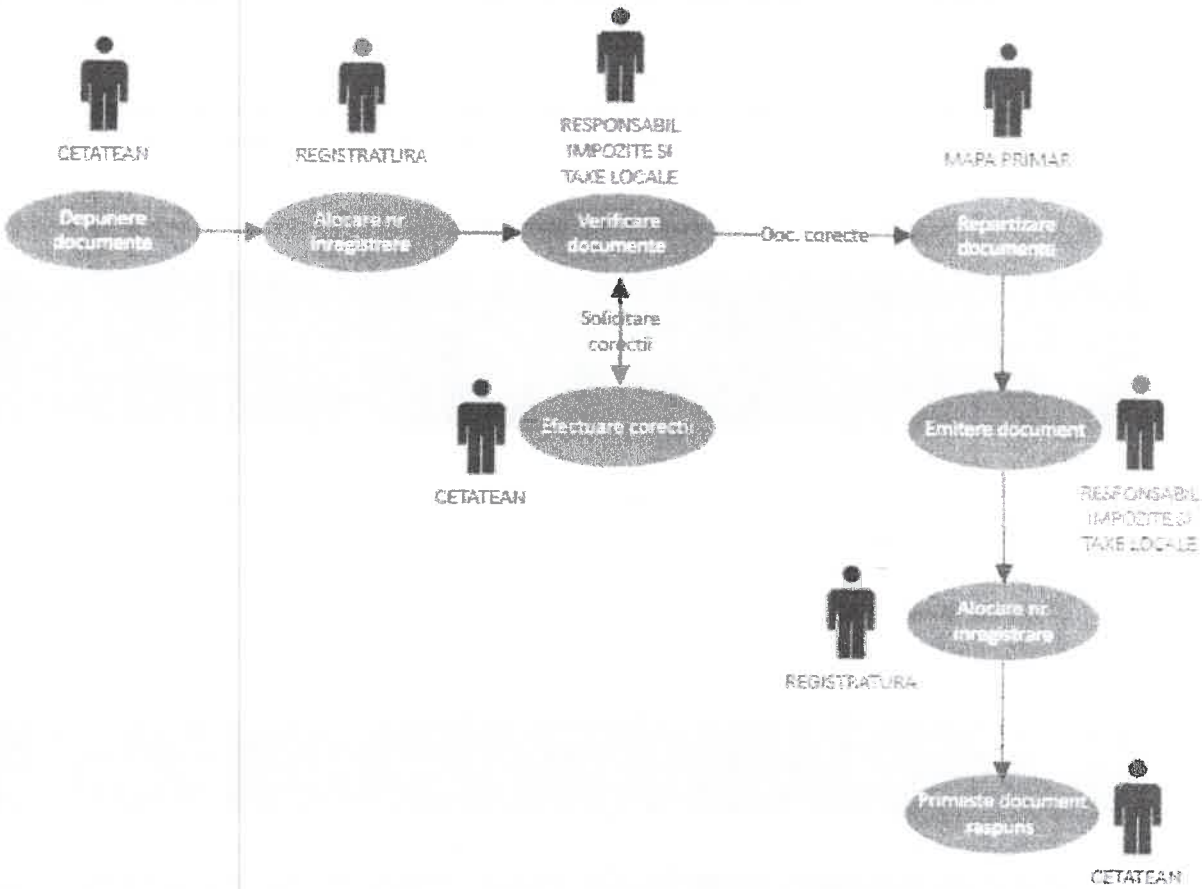 CETATEAN
REGISTRATURA
RESPONSABIL
IMPOZITE SI
TAXE LOCALE
MAPA PRIMAR
Depunere
documente
Alocare nr.
inregistrare
Verificare
documente
Doc. corecte
Repartizare
documente
Solicitare
corectii
CETATEAN
Efectuare corectii
Emitere document
RESPONSABIL
IMPOZITE SI
TAXE LOCALE
REGISTRATURA
Alocare nr.
inregistrare
Primeste document
raspuns
CETATEAN